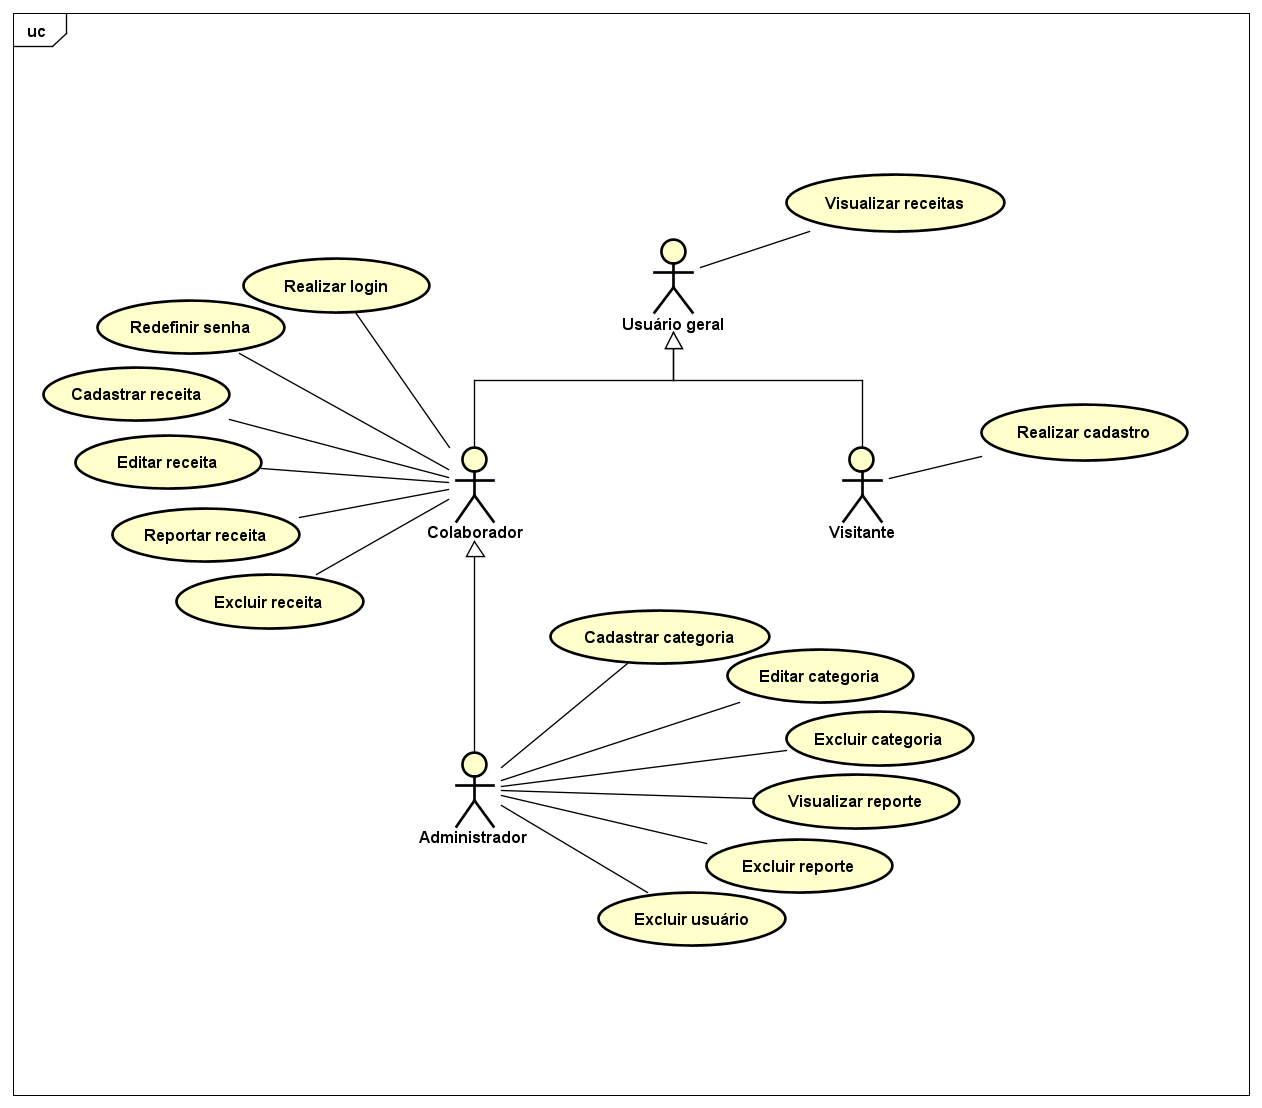 uc
Visualizar receitas
Usuário geral
Realizar login
Redefinir senha
Cadastrar receita
Editar receita
Reportar receita
Excluir receita
Colaborador
Realizar cadastro
Visitante
Cadastrar categoria
Editar categoria
Excluir categoria
Visualizar reporte
Excluir reporte
Excluir usuário
Administrador